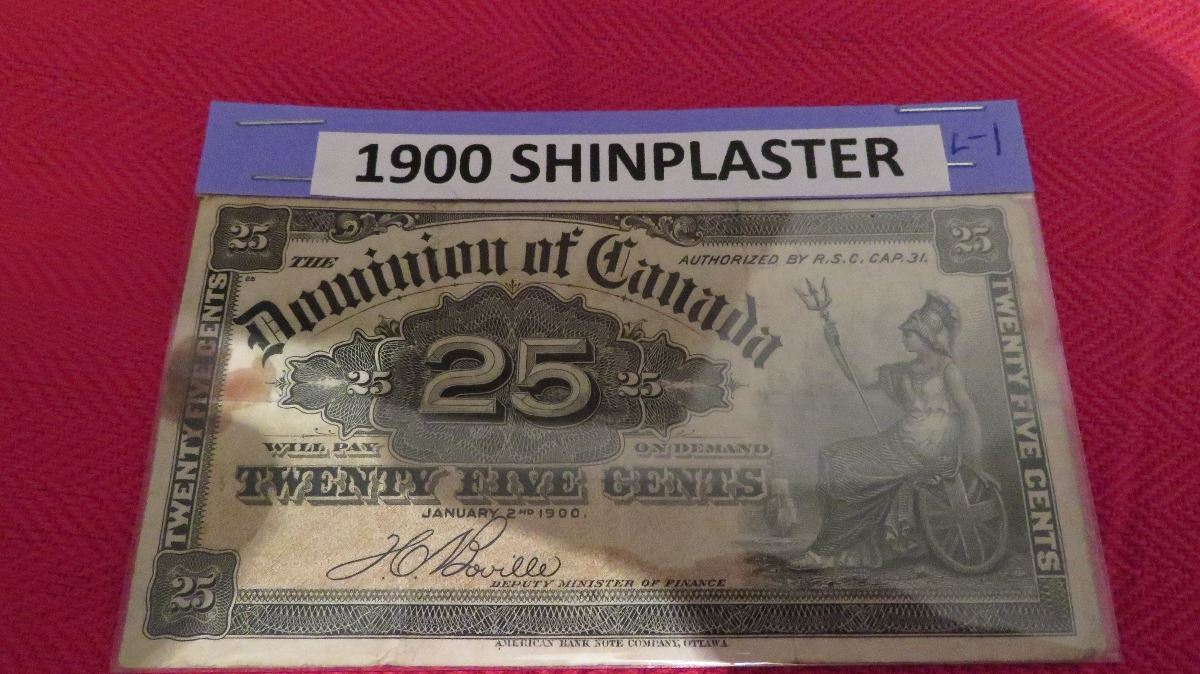 1900 SHINPLASTER
L-1
25
25
THE
Dominion of Canada
AUTHORIZED BY R.S.C. CAP. 31.
25
25
25
WILL PAY
ON DEMAND
TWENTY FIVE CENTS
TWENTY FIVE CENTS
TWENTY FIVE CENTS
JANUARY 2ND 1900.
J.C. Boville
DEPUTY MINISTER OF FINANCE
25
AMERICAN BANK NOTE COMPANY, OTTAWA.